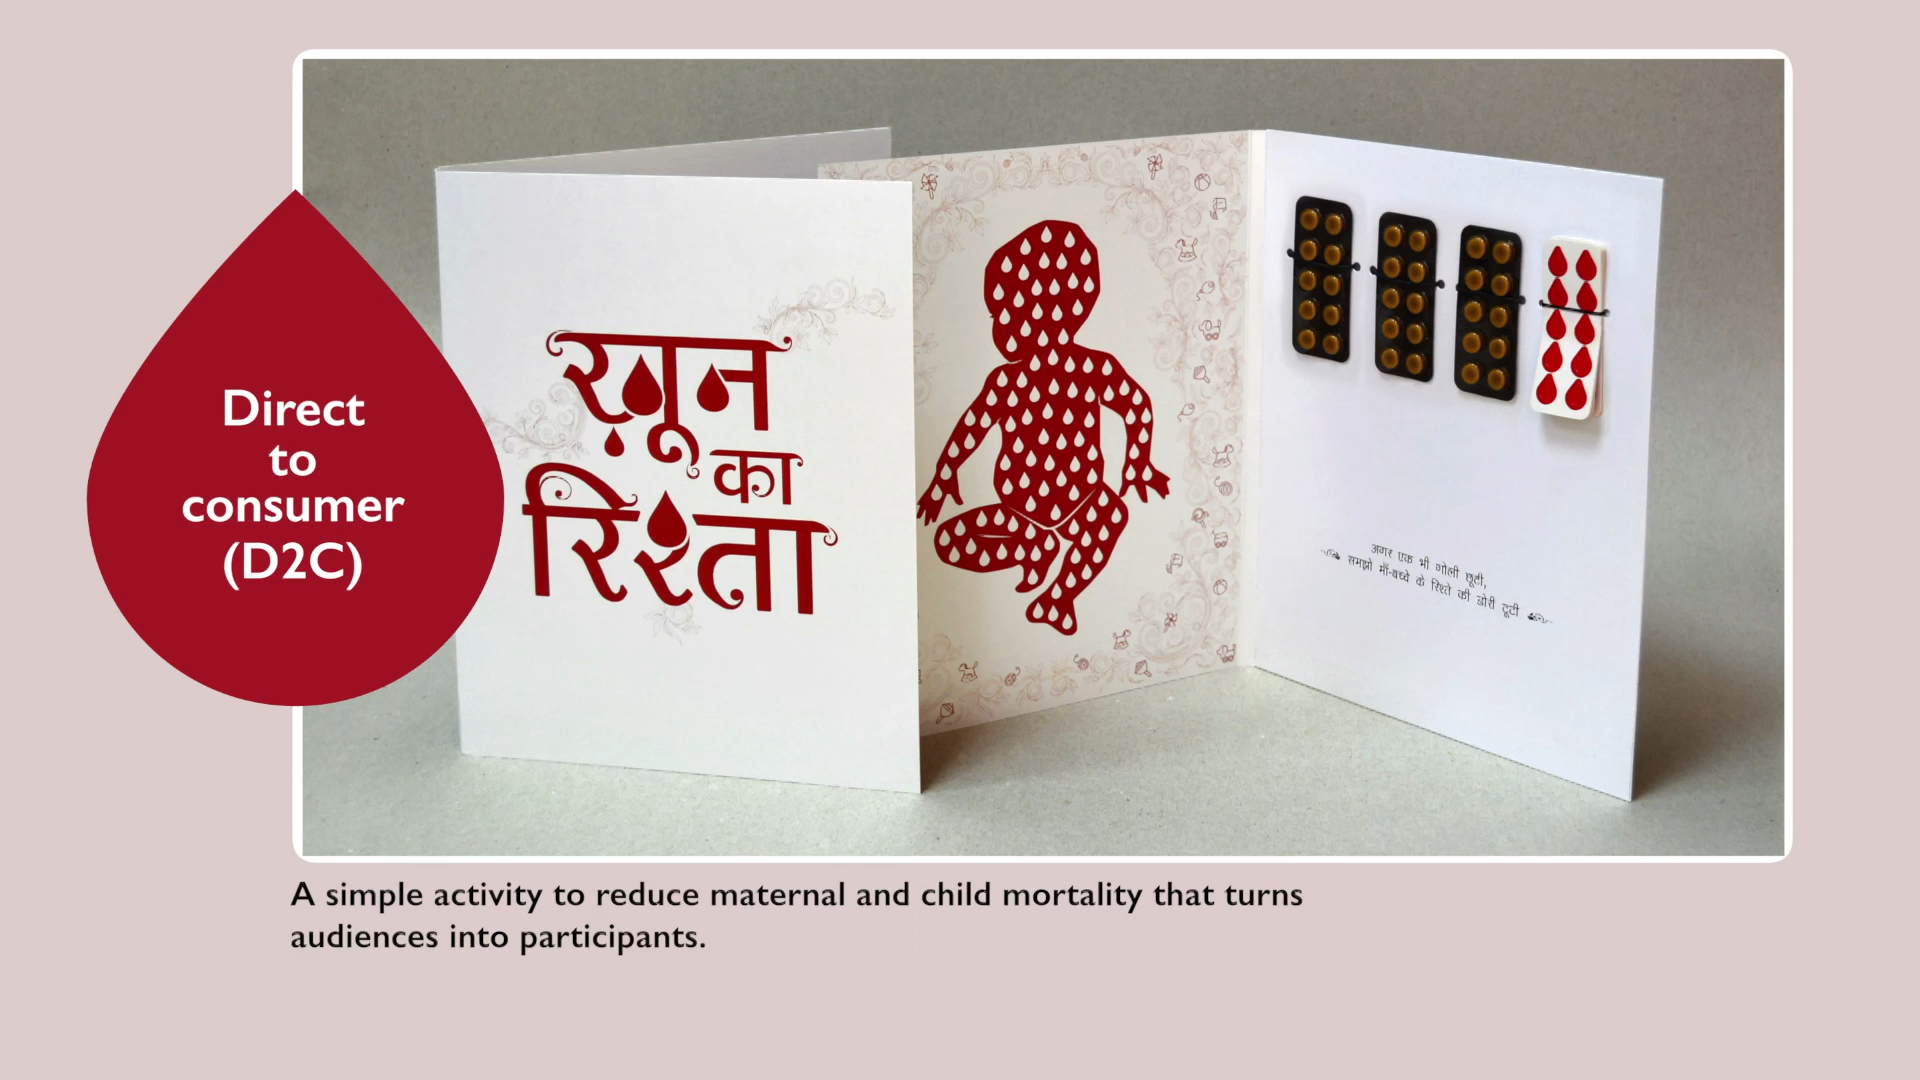 Direct
to
consumer
(D2C)
खून
का
रिश्ता
अगर एक भी गोली छूटी,
समझो माँ-बच्चे के रिश्ते की डोरी टूटी
A simple activity to reduce maternal and child mortality that turns
audiences into participants.